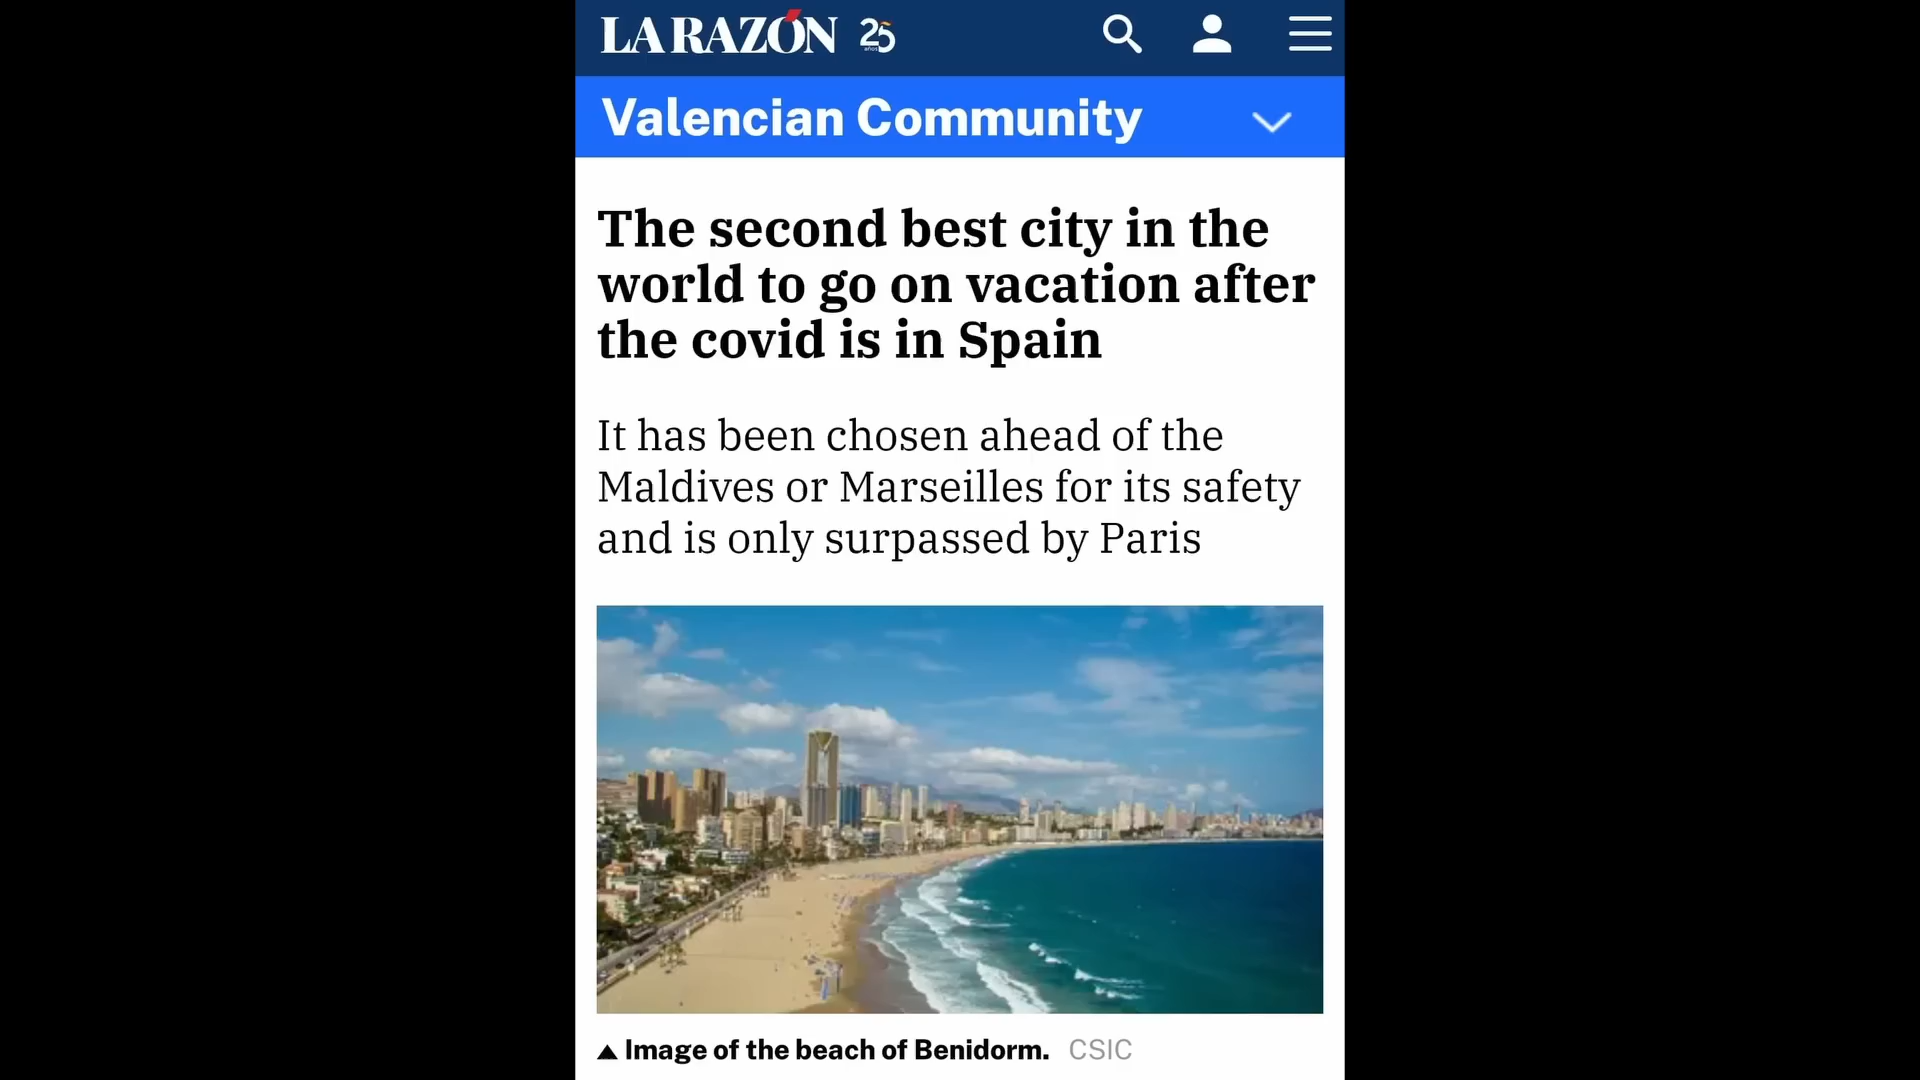 LA RAZÓN 25
años
Valencian Community
The second best city in the
world to go on vacation after
the covid is in Spain
It has been chosen ahead of the
Maldives or Marseilles for its safety
and is only surpassed by Paris
Image of the beach of Benidorm. CSIC